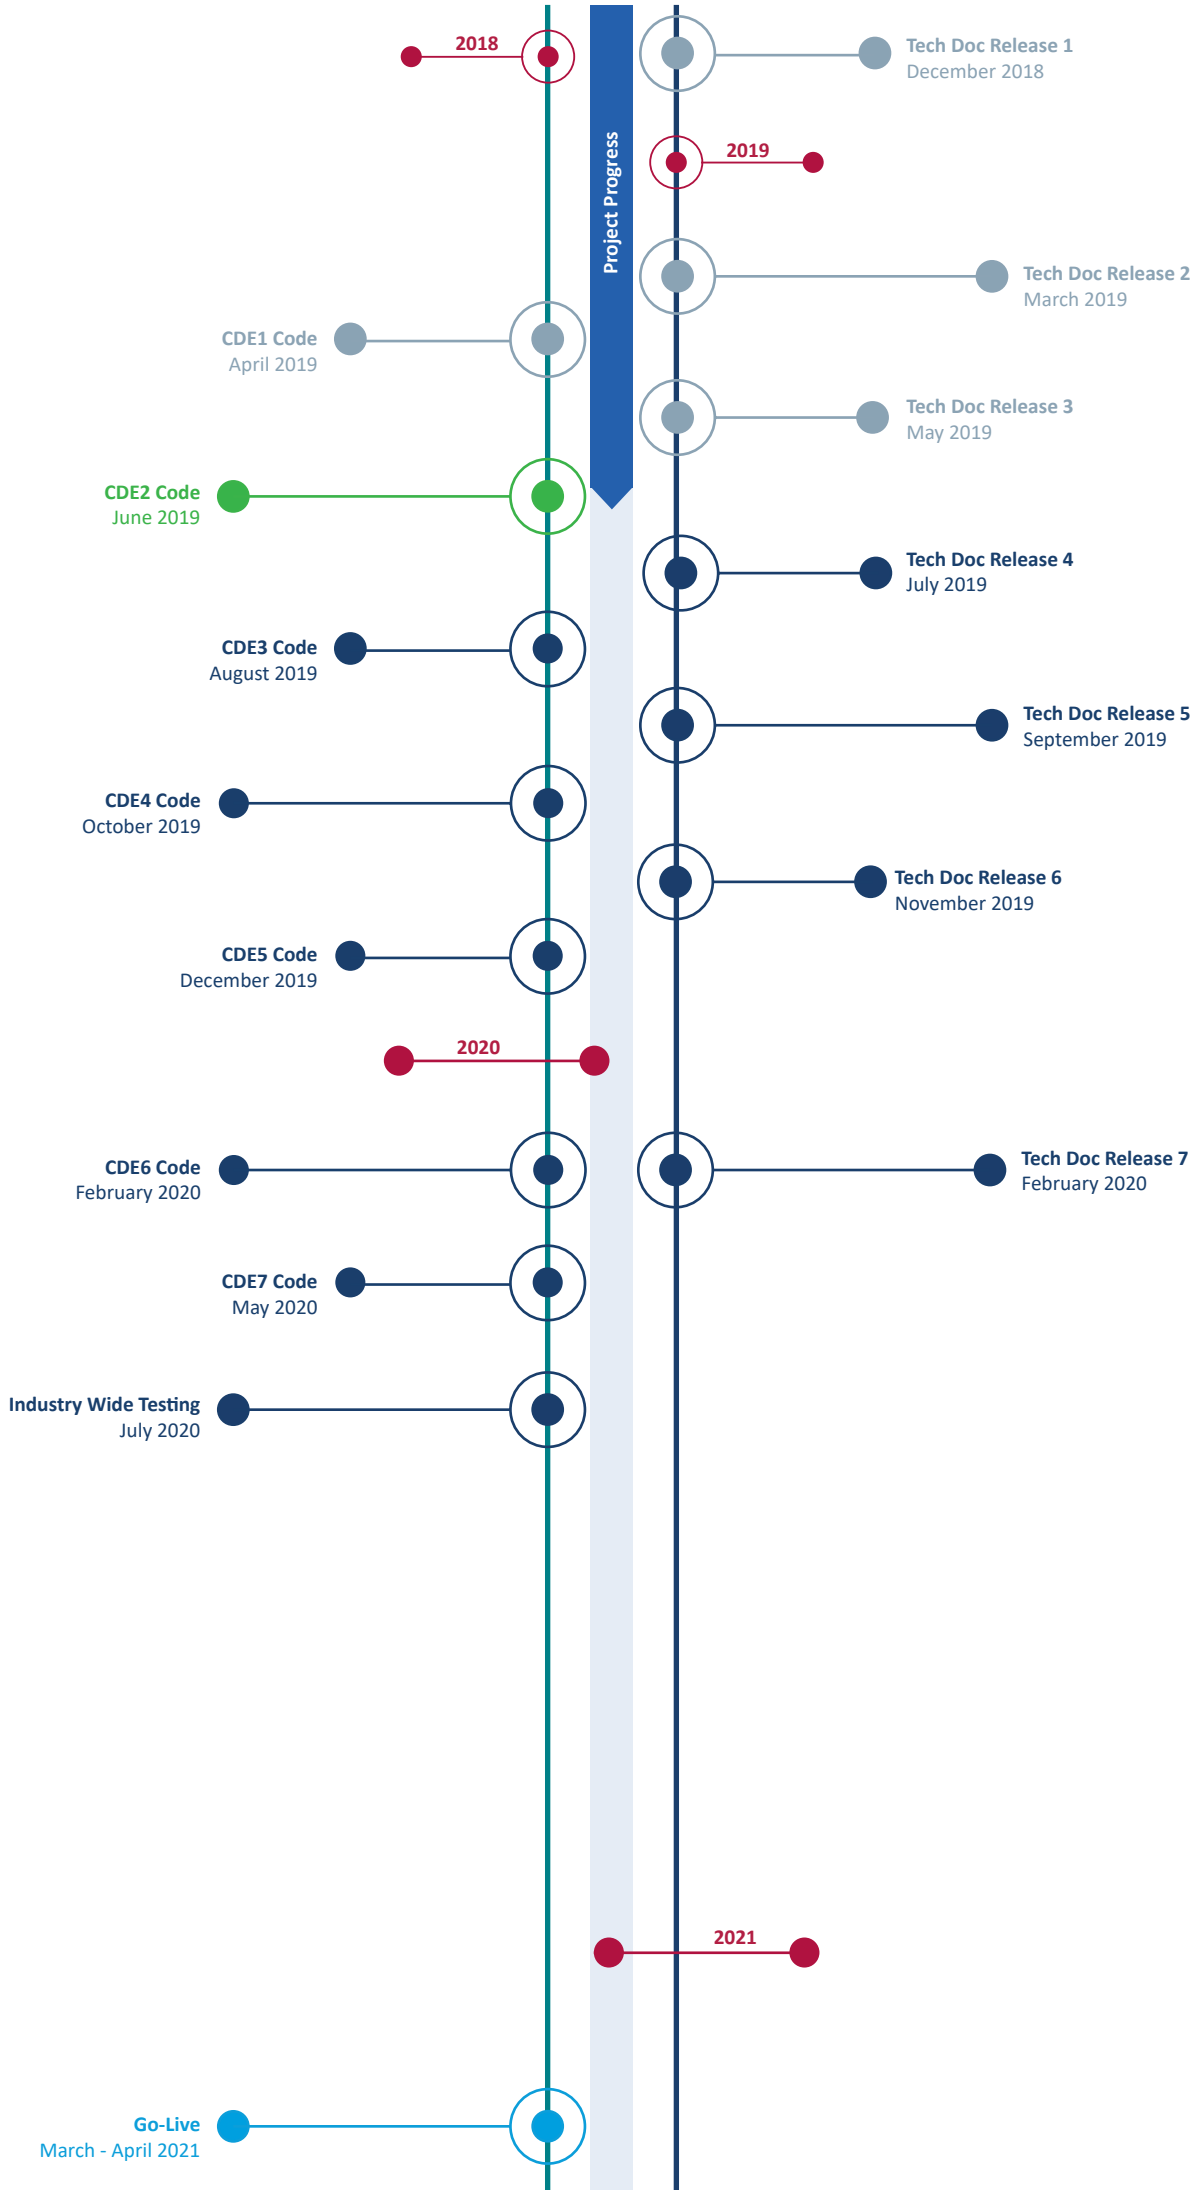 2018
Tech Doc Release 1
December 2018
Project Progress
2019
Tech Doc Release 2
March 2019
CDE1 Code
April 2019
Tech Doc Release 3
May 2019
CDE2 Code
June 2019
Tech Doc Release 4
July 2019
CDE3 Code
August 2019
Tech Doc Release 5
September 2019
CDE4 Code
October 2019
Tech Doc Release 6
November 2019
CDE5 Code
December 2019
2020
CDE6 Code
February 2020
Tech Doc Release 7
February 2020
CDE7 Code
May 2020
Industry Wide Testing
July 2020
2021
Go-Live
March - April 2021